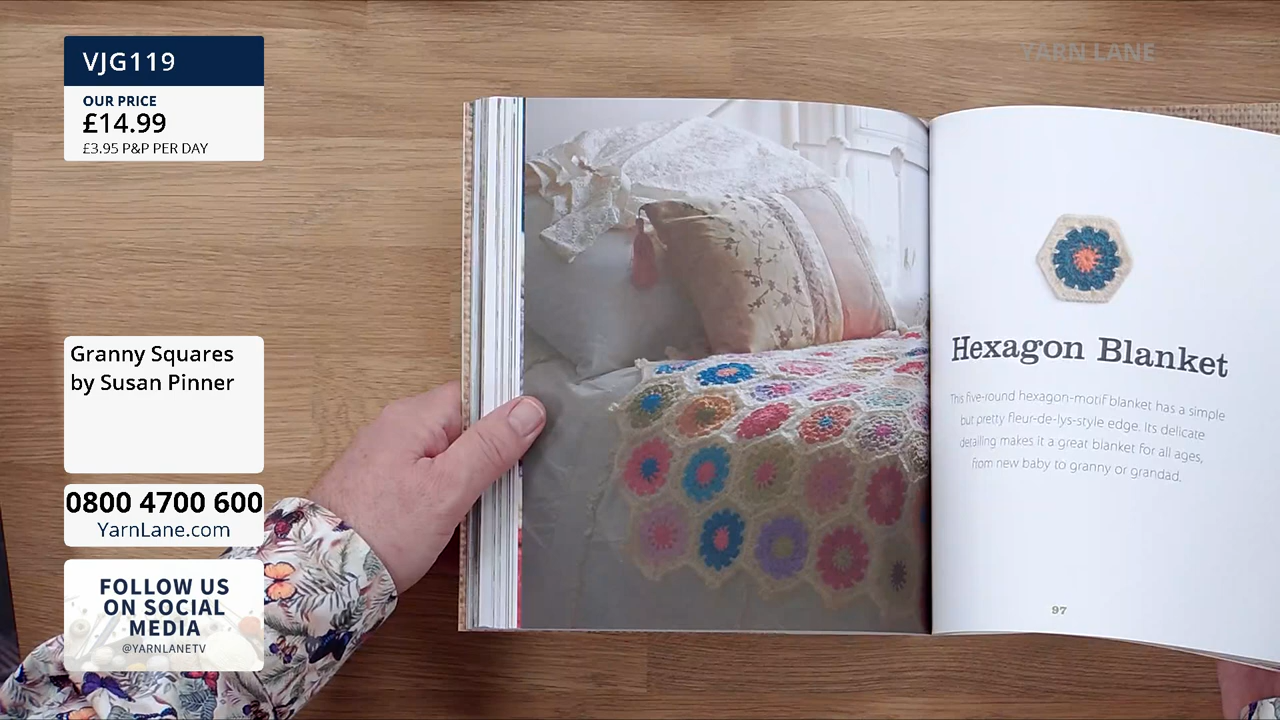 VJG119
OUR PRICE
£14.99
£3.95 P&P PER DAY
Granny Squares
by Susan Pinner
0800 4700 600
YarnLane.com
FOLLOW US
ON SOCIAL
MEDIA
@YARNLANETV
YARN LANE
Hexagon Blanket
This five-round hexagon-motif blanket has a simple
but pretty fleur-de-lys-style edge. Its delicate
detailing makes it a great blanket for all ages,
from new baby to granny or grandad.
97